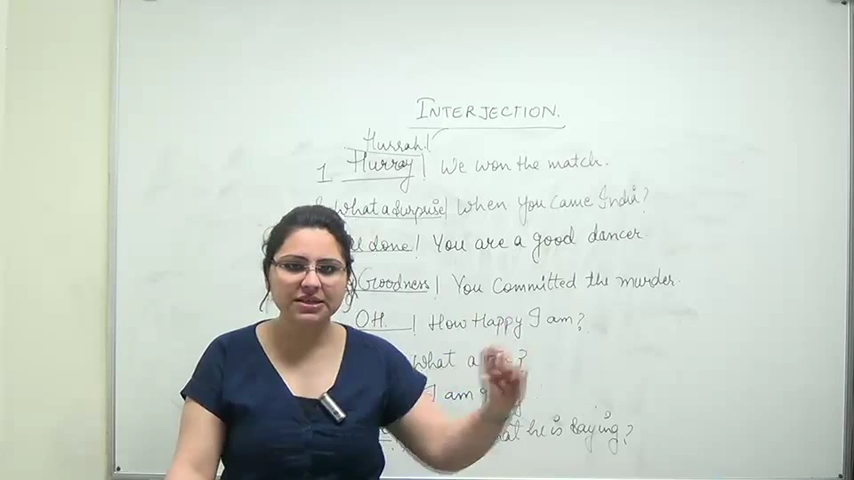 INTERJECTION.
Hurrah!
1. Hurray! We won the match.
What a surprise! When you came India?
done! You are a good dancer.
Goodness! You committed the murder.
OH! How Happy I am?
What a
I am
he is saying?